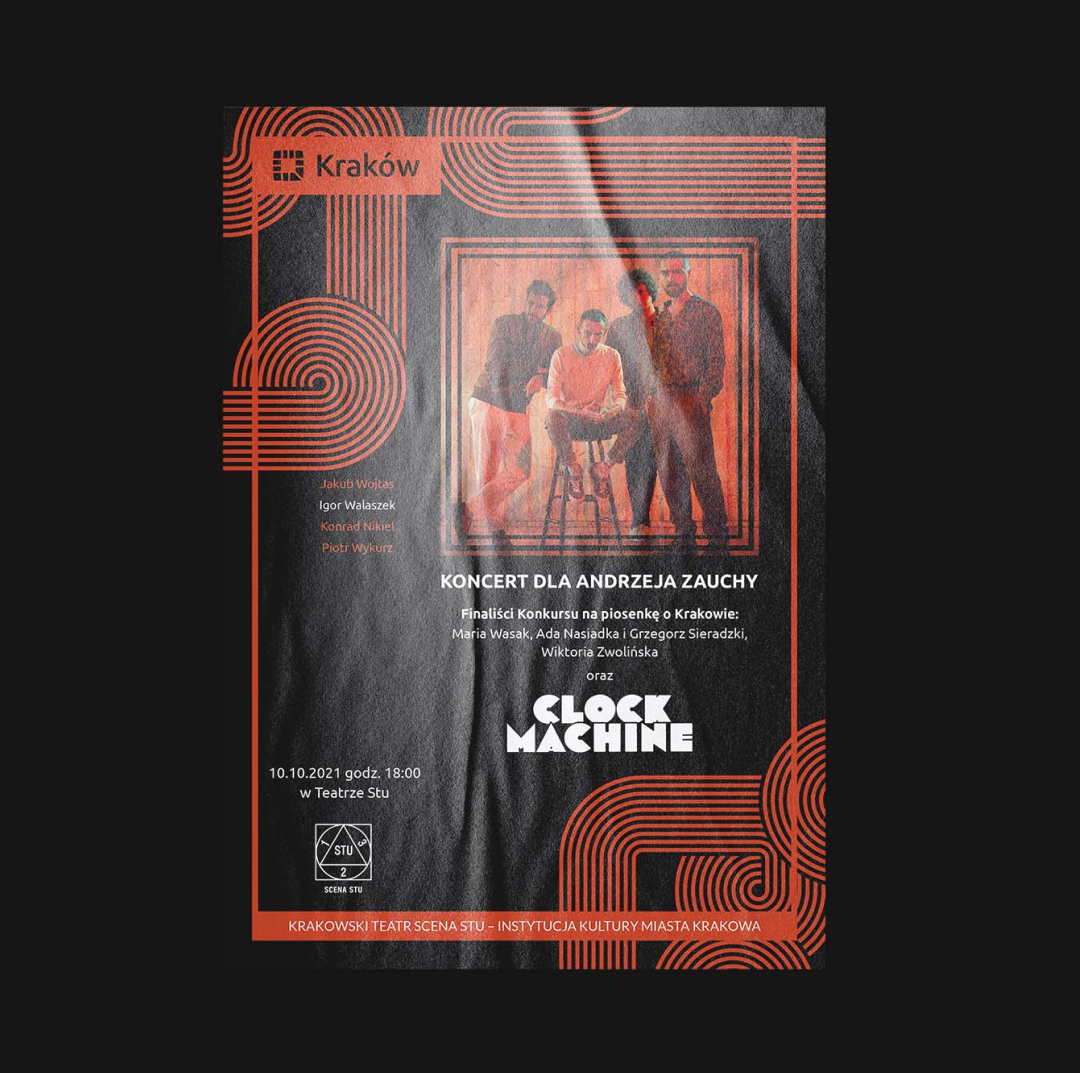 Kraków
Jakub Wojtas
Igor Walaszek
Konrad Nikiel
Piotr Wykurz
KONCERT DLA ANDRZEJA ZAUCHY
Finaliści Konkursu na piosenkę o Krakowie:
Maria Wasak, Ada Nasiadka i Grzegorz Sieradzki,
Wiktoria Zwolińska
oraz
CLOCK
MACHINE
10.10.2021 godz. 18:00
w Teatrze Stu
1 STU 3
2
SCENA STU
KRAKOWSKI TEATR SCENA STU – INSTYTUCJA KULTURY MIASTA KRAKOWA